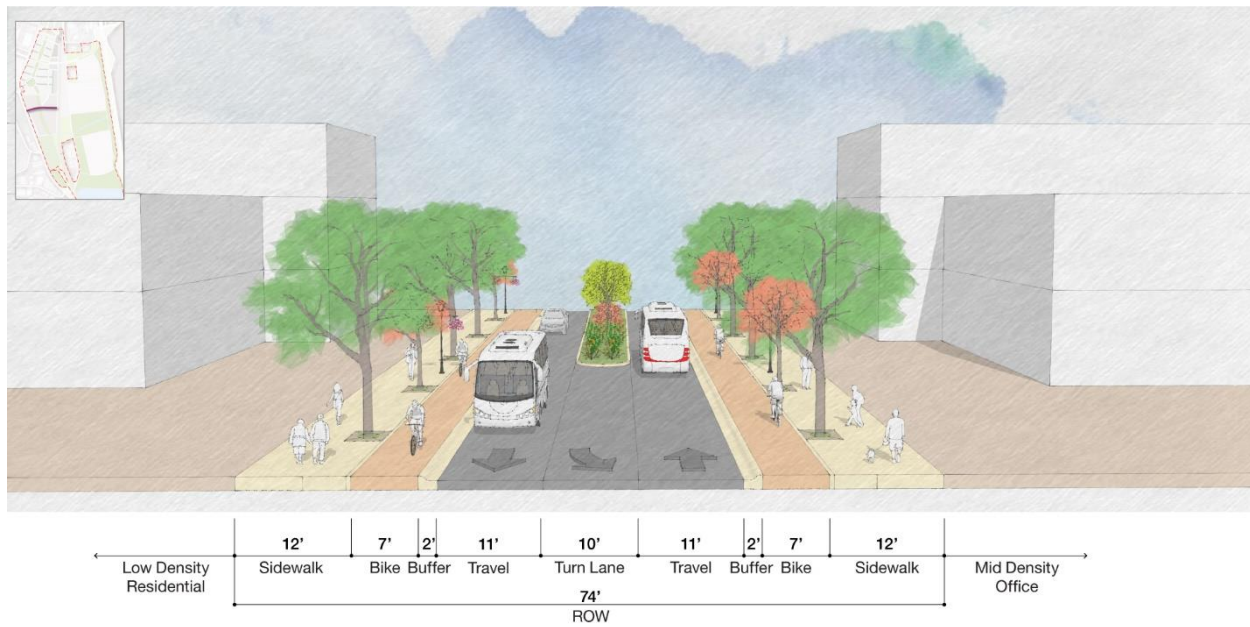 12' 7' 2' 11' 10' 11' 2' 7' 12'
Low Density Residential
Sidewalk Bike Buffer Travel Turn Lane Travel Buffer Bike Sidewalk
Mid Density Office
74'
ROW